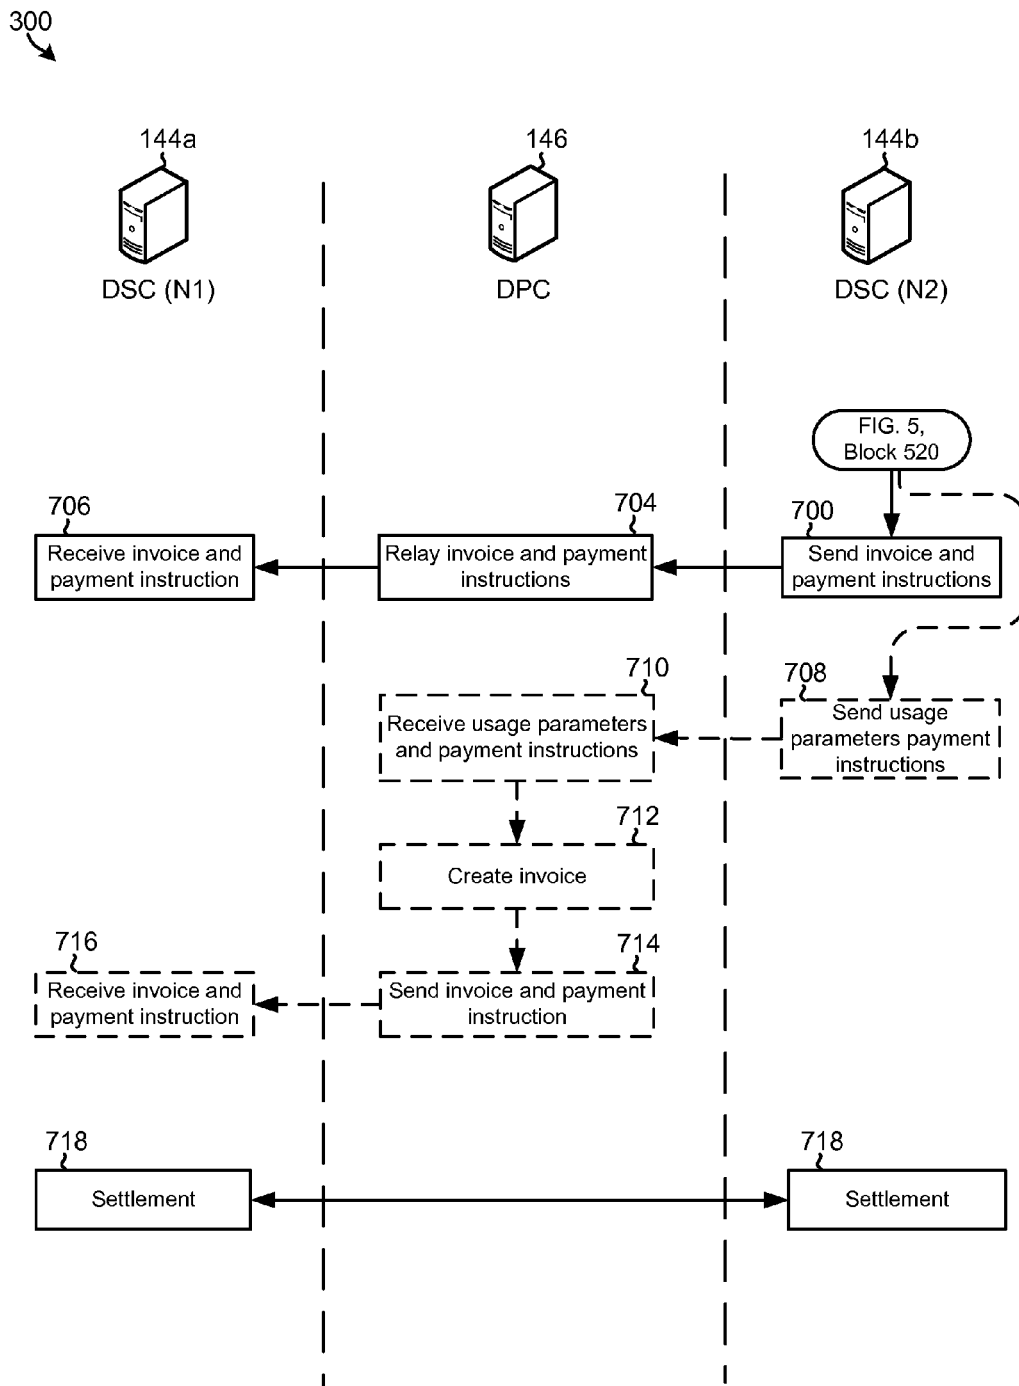 300
144a
146
144b
DSC (N1)
DPC
DSC (N2)
FIG. 5,
Block 520
706
704
700
Receive invoice and
payment instruction
Relay invoice and payment
instructions
Send invoice and
payment instructions
710
708
Receive usage parameters
and payment instructions
Send usage
parameters payment
instructions
712
Create invoice
716
714
Receive invoice and
payment instruction
Send invoice and payment
instruction
718
718
Settlement
Settlement